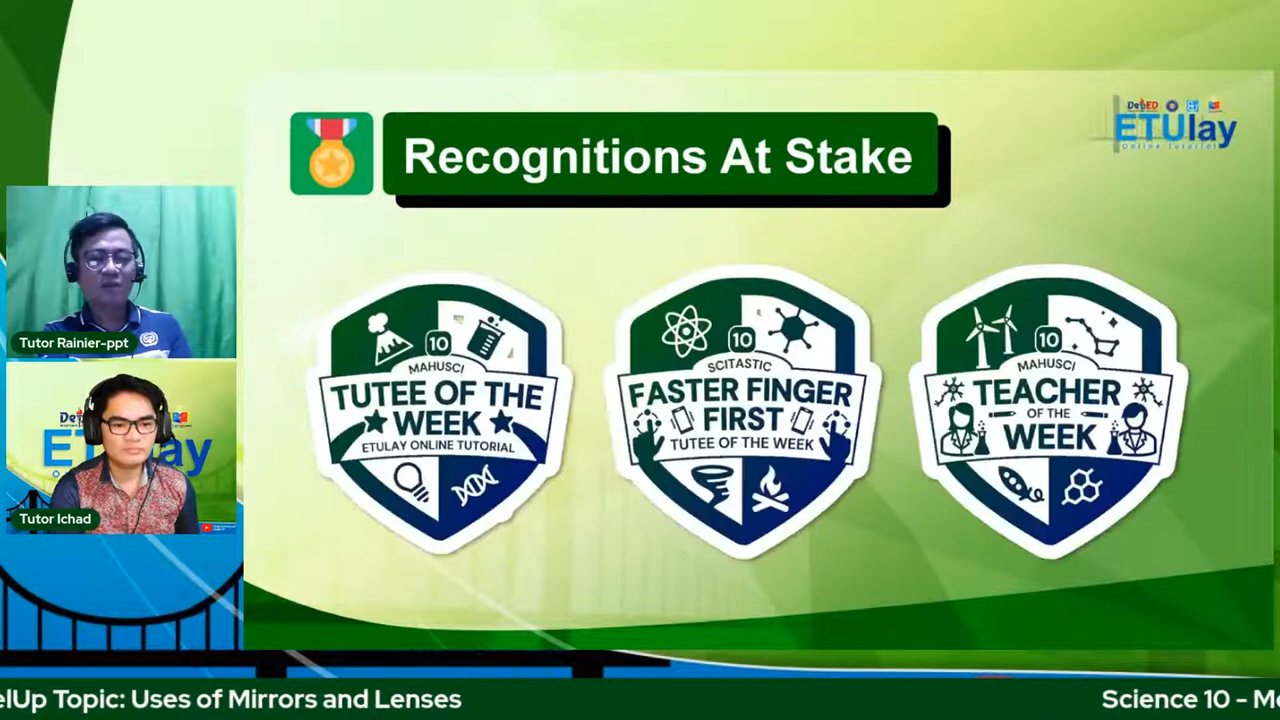 Recognitions At Stake
DepED
ETUlay
Online Tutorial
Tutor Rainier-ppt
DepED
ETUlay
Tutor Ichad
10
MAHUSCI
TUTEE OF THE
WEEK
ETULAY ONLINE TUTORIAL
10
SCITASTIC
FASTER FINGER
FIRST
TUTEE OF THE WEEK
10
MAHUSCI
TEACHER
OF THE
WEEK
elUp Topic: Uses of Mirrors and Lenses
Science 10 - M